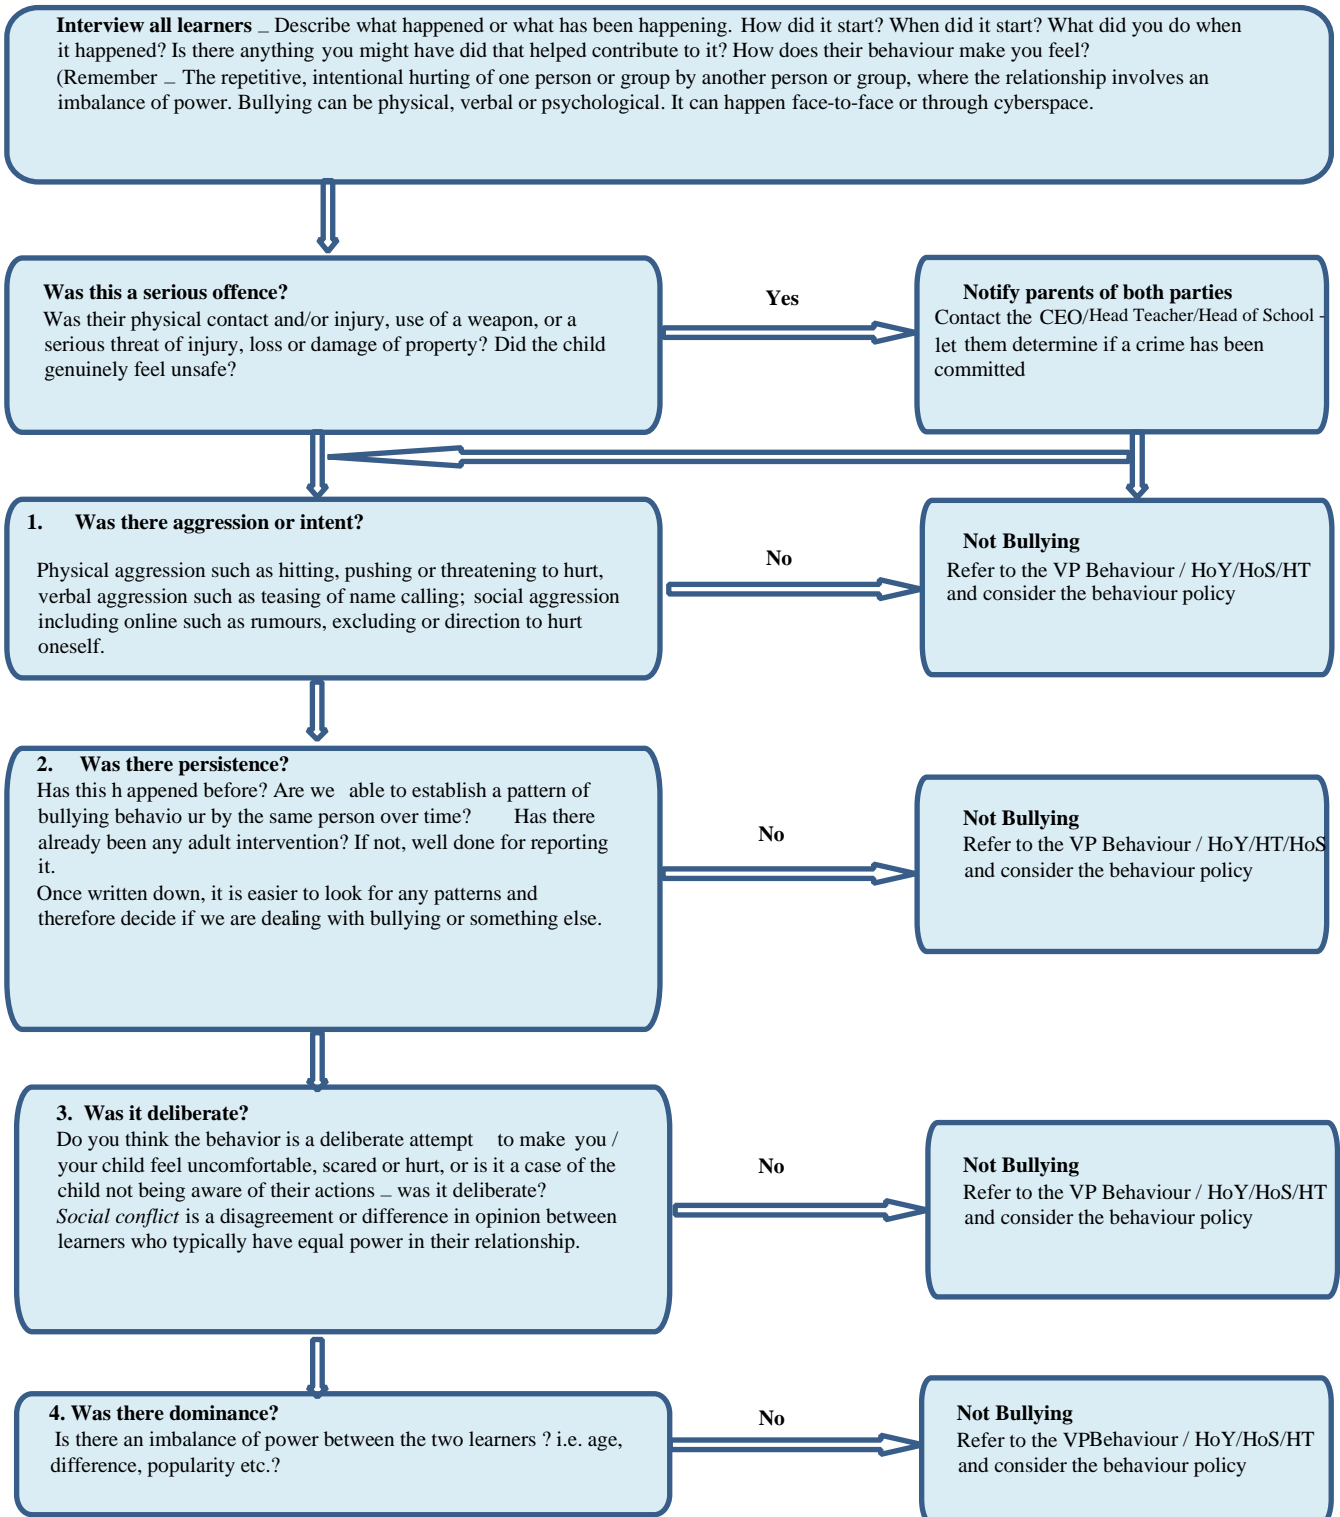 Interview all learners _ Describe what happened or what has been happening. How did it start? When did it start? What did you do when
it happened? Is there anything you might have did that helped contribute to it? How does their behaviour make you feel?
(Remember _ The repetitive, intentional hurting of one person or group by another person or group, where the relationship involves an
imbalance of power. Bullying can be physical, verbal or psychological. It can happen face-to-face or through cyberspace.
Was this a serious offence?
Was their physical contact and/or injury, use of a weapon, or a
serious threat of injury, loss or damage of property? Did the child
genuinely feel unsafe?
Yes
Notify parents of both parties
Contact the CEO/Head Teacher/Head of School -
let them determine if a crime has been
committed
1. Was there aggression or intent?
Physical aggression such as hitting, pushing or threatening to hurt,
verbal aggression such as teasing of name calling; social aggression
including online such as rumours, excluding or direction to hurt
oneself.
No
Not Bullying
Refer to the VP Behaviour / HoY/HoS/HT
and consider the behaviour policy
2. Was there persistence?
Has this h appened before? Are we able to establish a pattern of
bullying behavio ur by the same person over time? Has there
already been any adult intervention? If not, well done for reporting
it.
Once written down, it is easier to look for any patterns and
therefore decide if we are dealing with bullying or something else.
No
Not Bullying
Refer to the VP Behaviour / HoY/HT/HoS
and consider the behaviour policy
3. Was it deliberate?
Do you think the behavior is a deliberate attempt to make you /
your child feel uncomfortable, scared or hurt, or is it a case of the
child not being aware of their actions _ was it deliberate?
Social conflict is a disagreement or difference in opinion between
learners who typically have equal power in their relationship.
No
Not Bullying
Refer to the VP Behaviour / HoY/HoS/HT
and consider the behaviour policy
4. Was there dominance?
Is there an imbalance of power between the two learners ? i.e. age,
difference, popularity etc.?
No
Not Bullying
Refer to the VPBehaviour / HoY/HoS/HT
and consider the behaviour policy